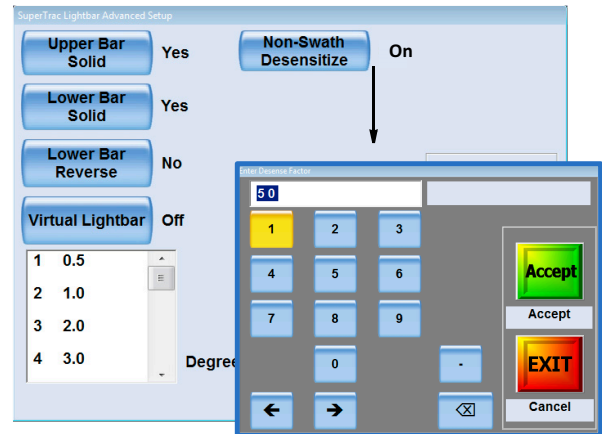 SuperTrac Lightbar Advanced Setup
Upper Bar
Solid
Yes
Non-Swath
Desensitize
On
Lower Bar
Solid
Yes
Lower Bar
Reverse
No
Virtual Lightbar
Off
1 0.5
2 1.0
3 2.0
4 3.0
Degree
Enter Desense Factor
50
1 2 3
4 5 6
7 8 9
0 -
Accept
Accept
EXIT
Cancel